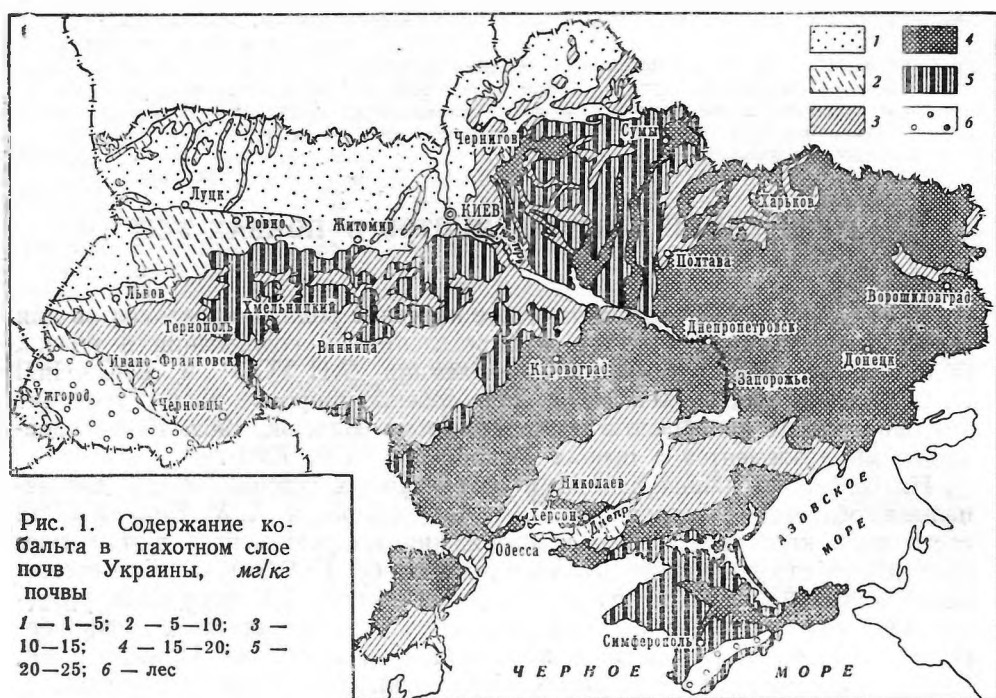 1
4
2
5
3
6
Чернигов
Сумы
Луцк
Ровно
Житомир
КИЕВ
Харьков
Полтава
Львов
Тернополь
Хмельницкий
Винница
Ворошиловград
Днепропетровск
Ивано-Франковск
Кировоград
Донецк
Запорожье
Ужгород
Черновцы
Николаев
Херсон
Днепр
Одесса
АЗОВСКОЕ
МОРЕ
Симферополь
ЧЕРНОЕ МОРЕ
Рис. 1. Содержание ко-
бальта в пахотном слое
почв Украины, мг/кг
почвы
1 — 1—5; 2 — 5—10; 3 —
10—15; 4 — 15—20; 5 —
20—25; 6 — лес